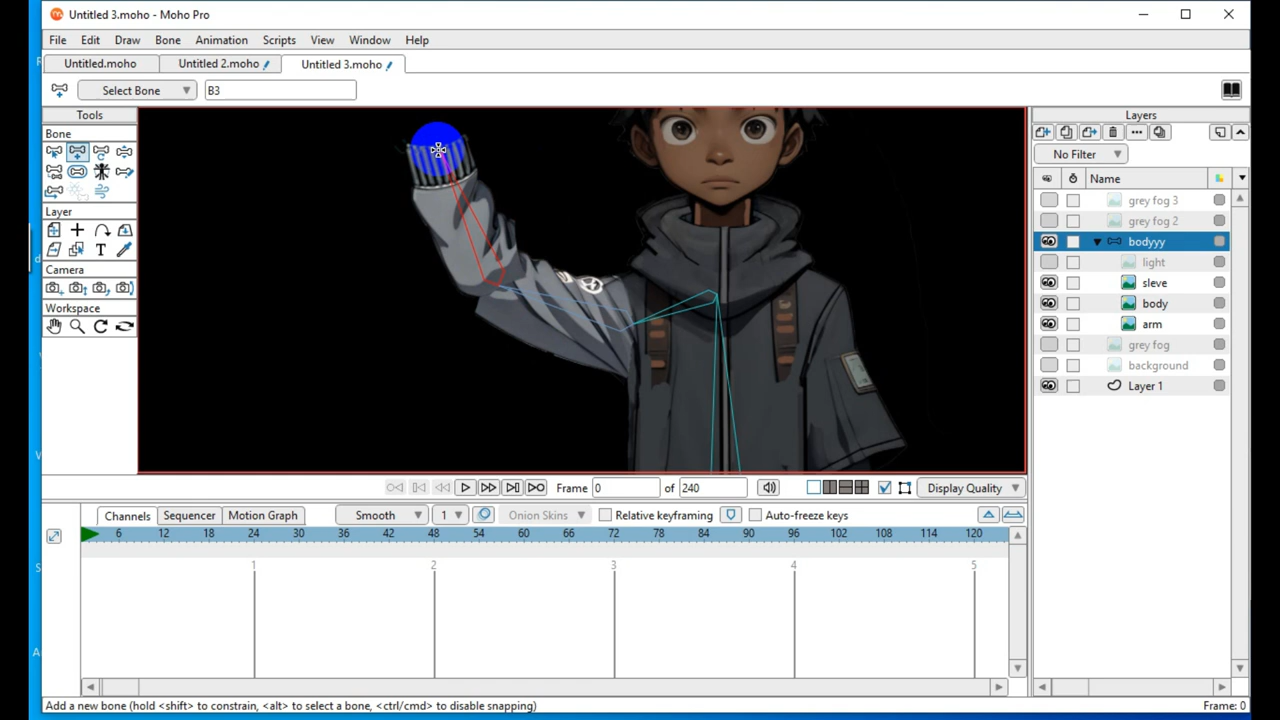 Untitled 3.moho - Moho Pro
File Edit Draw Bone Animation Scripts View Window Help
Untitled.moho Untitled 2.moho Untitled 3.moho
Select Bone B3
Tools
Bone
Layer
T
Camera
Workspace
Layers
No Filter
Name
grey fog 3
grey fog 2
bodyyy
light
sleve
body
arm
grey fog
background
Layer 1
Frame 0 of 240 Display Quality
Channels Sequencer Motion Graph Smooth 1 Onion Skins Relative keyframing Auto-freeze keys
6 12 18 24 30 36 42 48 54 60 66 72 78 84 90 96 102 108 114 120
1 2 3 4 5
Add a new bone (hold <shift> to constrain, <alt> to select a bone, <ctrl/cmd> to disable snapping) Frame: 0